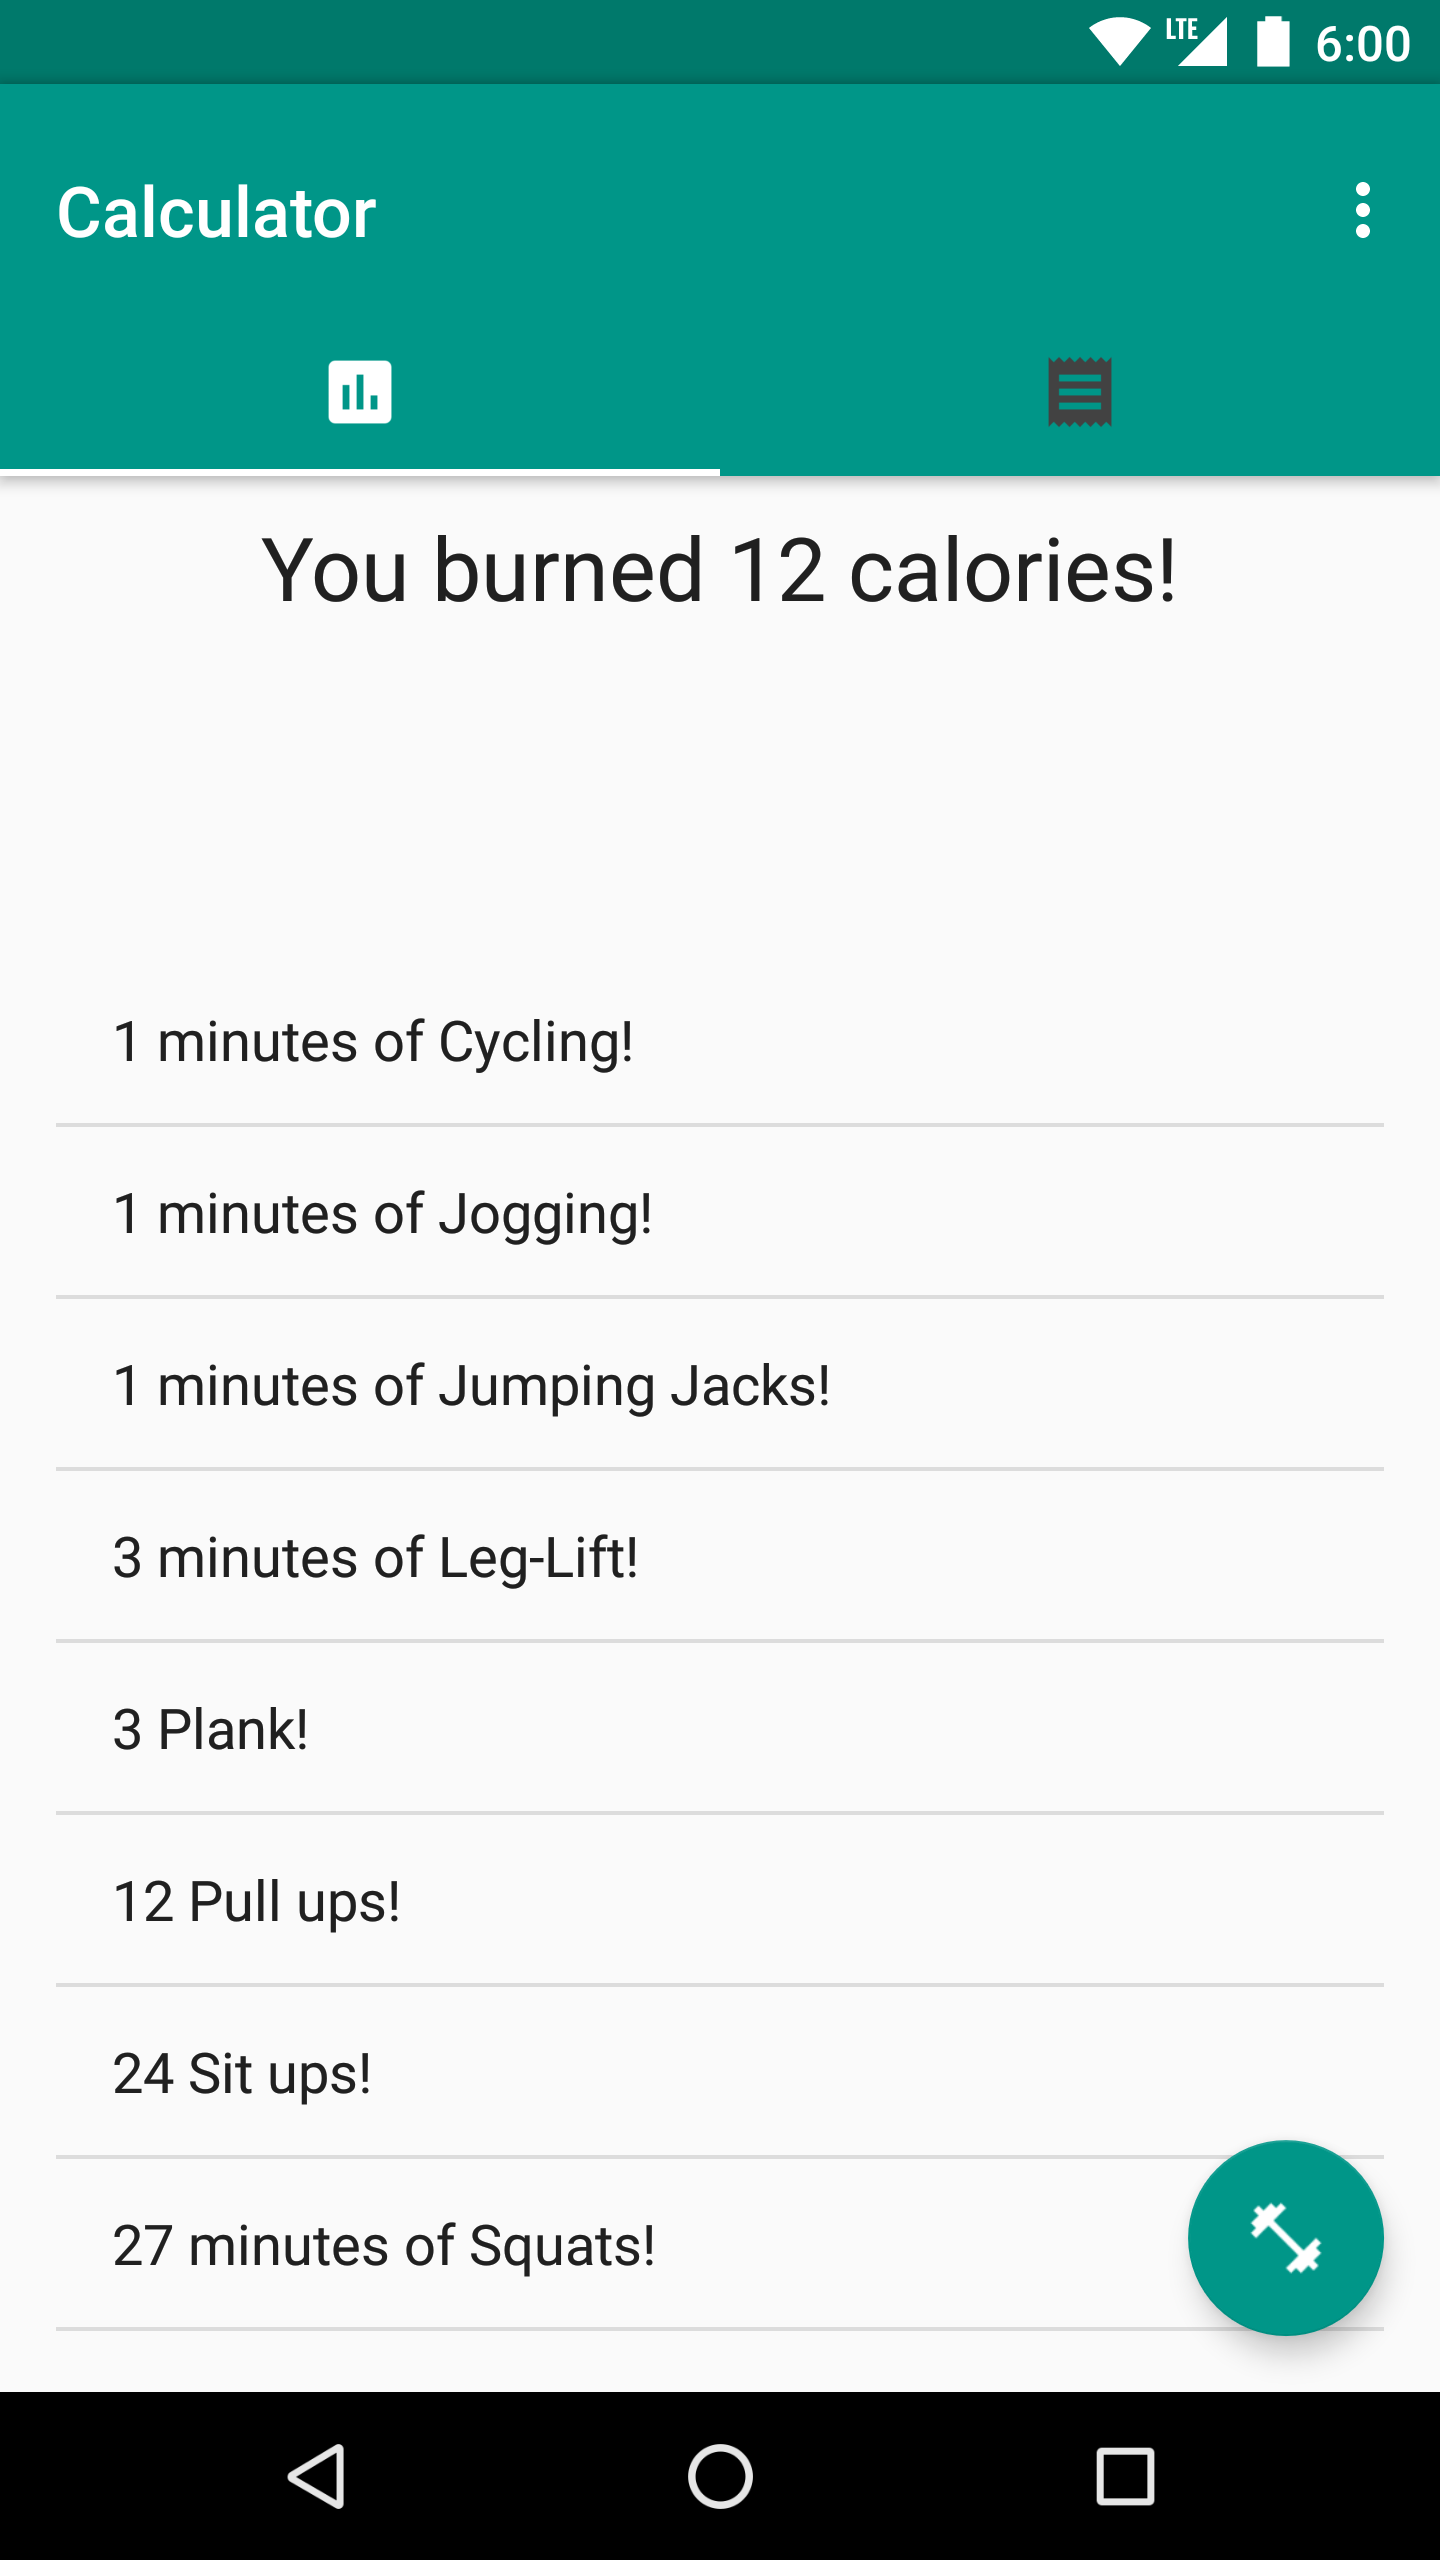 LTE 6:00
Calculator
You burned 12 calories!
1 minutes of Cycling!
1 minutes of Jogging!
1 minutes of Jumping Jacks!
3 minutes of Leg-Lift!
3 Plank!
12 Pull ups!
24 Sit ups!
27 minutes of Squats!